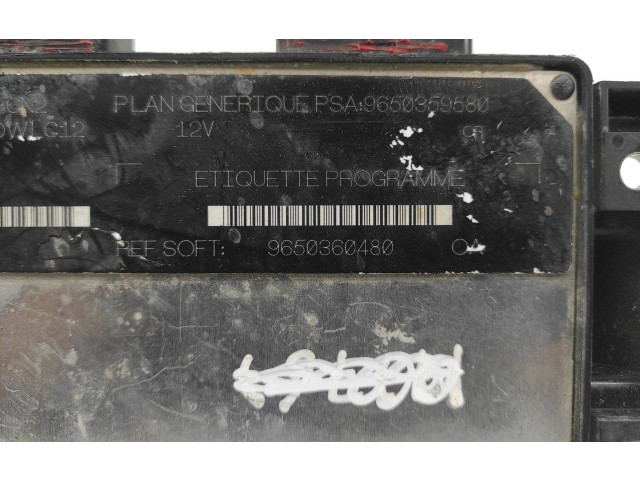 PLAN GENERIQUE PSA:9650359580
12V
ETIQUETTE PROGRAMME
REF SOFT: 9650360480